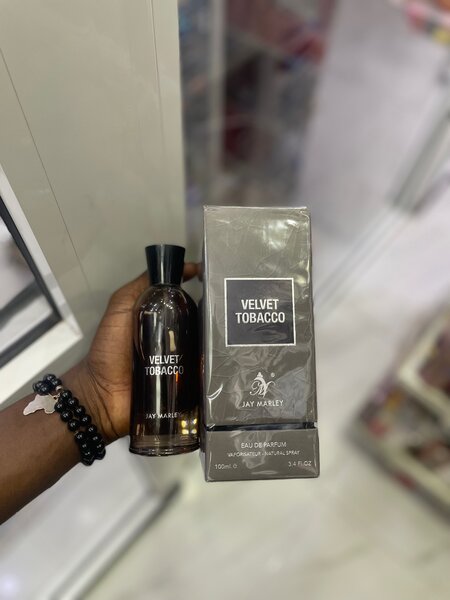 VELVET
TOBACCO
JAY MARLEY
VELVET
TOBACCO
JAY MARLEY
EAU DE PARFUM
VAPORISATEUR - NATURAL SPRAY
100ml ℮
3.4 Fl.OZ